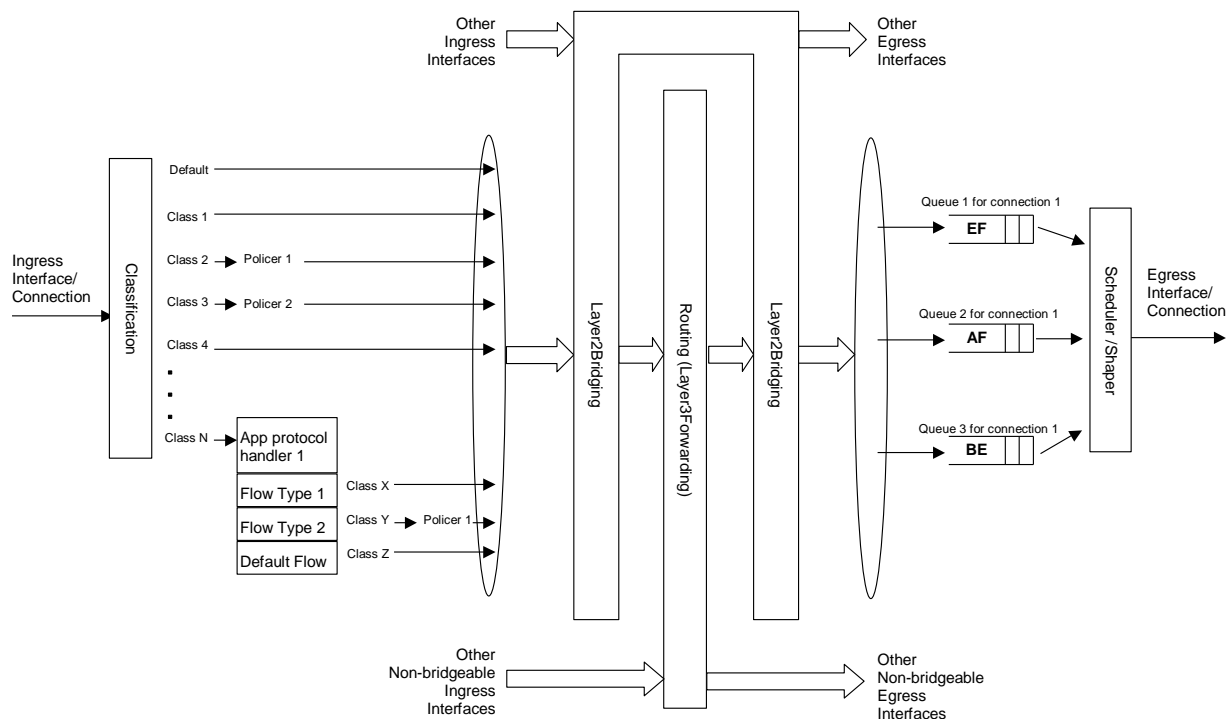 Other
Ingress
Interfaces
Other
Egress
Interfaces
Ingress
Interface/
Connection
Classification
Default
Class 1
Class 2
Policer 1
Class 3
Policer 2
Class 4
Class N
App protocol
handler 1
Flow Type 1
Class X
Flow Type 2
Class Y
Policer 1
Default Flow
Class Z
Layer2Bridging
Routing (Layer3Forwarding)
Layer2Bridging
Queue 1 for connection 1
EF
Queue 2 for connection 1
AF
Queue 3 for connection 1
BE
Scheduler /Shaper
Egress
Interface/
Connection
Other
Non-bridgeable
Ingress
Interfaces
Other
Non-bridgeable
Egress
Interfaces